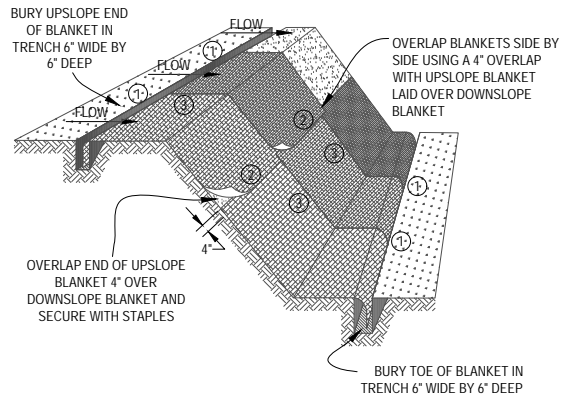 BURY UPSLOPE END
OF BLANKET IN
TRENCH 6" WIDE BY
6" DEEP
FLOW
FLOW
FLOW
1
1
3
2
3
2
3
1
1
OVERLAP BLANKETS SIDE BY
SIDE USING A 4" OVERLAP
WITH UPSLOPE BLANKET
LAID OVER DOWNSLOPE
BLANKET
4"
OVERLAP END OF UPSLOPE
BLANKET 4" OVER
DOWNSLOPE BLANKET AND
SECURE WITH STAPLES
BURY TOE OF BLANKET IN
TRENCH 6" WIDE BY 6" DEEP